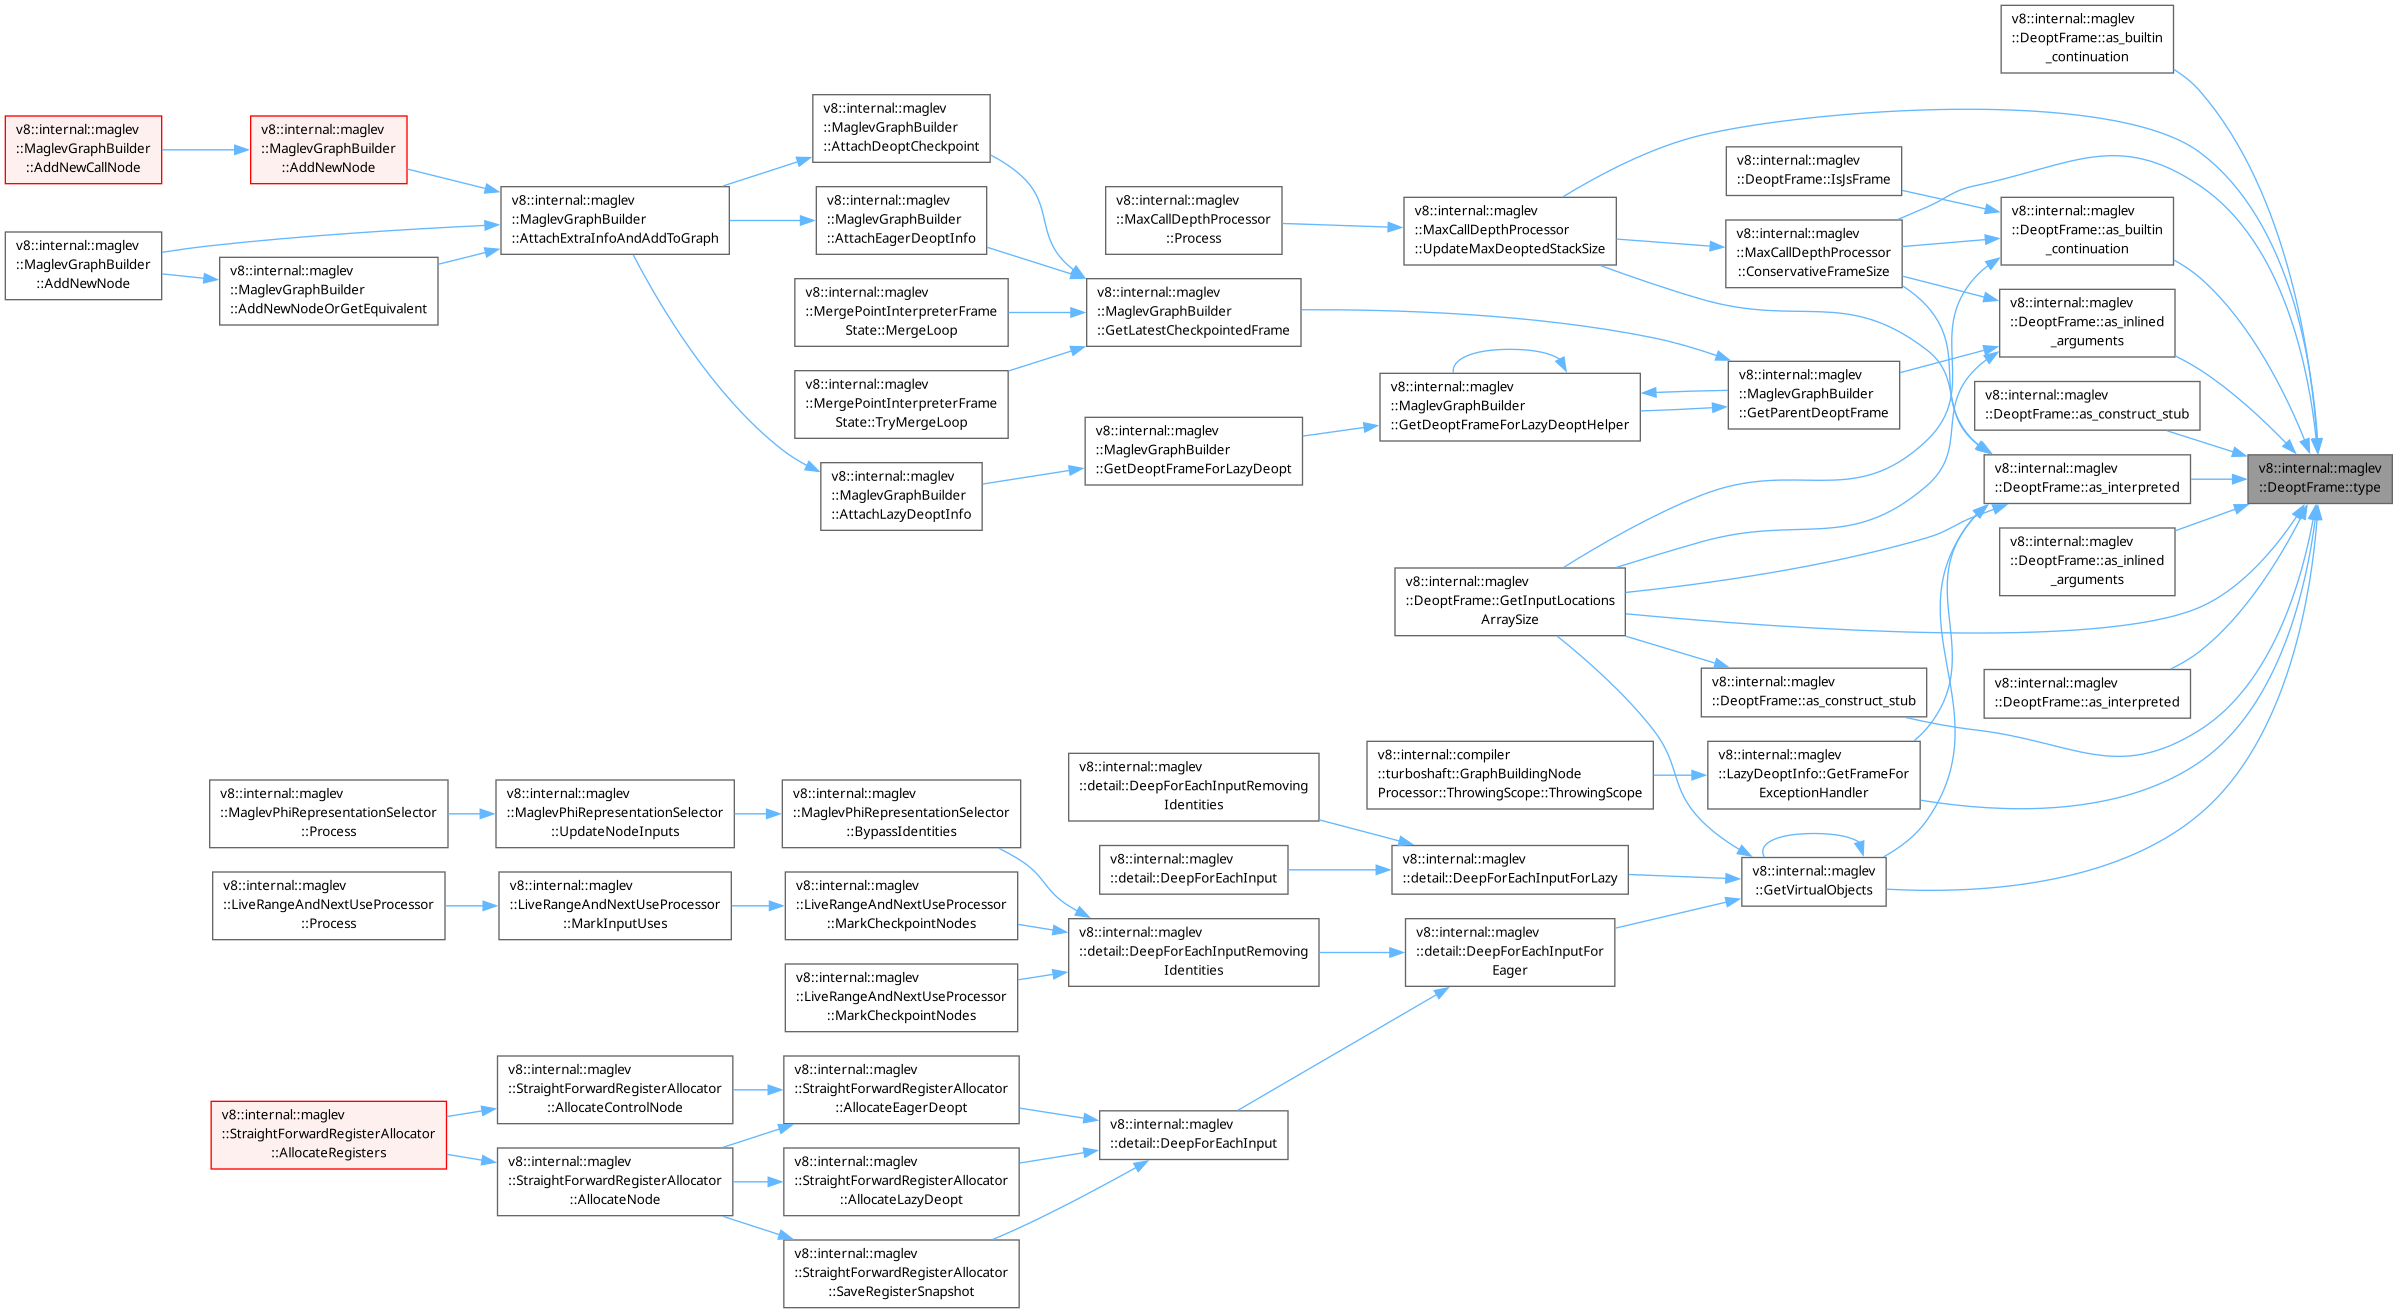 v8::internal::maglev
::DeoptFrame::as_builtin
_continuation
v8::internal::maglev
::MaglevGraphBuilder
::AddNewCallNode
v8::internal::maglev
::MaglevGraphBuilder
::AddNewNode
v8::internal::maglev
::MaglevGraphBuilder
::AddNewNode
v8::internal::maglev
::MaglevGraphBuilder
::AddNewNodeOrGetEquivalent
v8::internal::maglev
::MaglevGraphBuilder
::AttachExtraInfoAndAddToGraph
v8::internal::maglev
::MaglevGraphBuilder
::AttachDeoptCheckpoint
v8::internal::maglev
::MaglevGraphBuilder
::AttachEagerDeoptInfo
v8::internal::maglev
::MergePointInterpreterFrame
State::MergeLoop
v8::internal::maglev
::MergePointInterpreterFrame
State::TryMergeLoop
v8::internal::maglev
::MaglevGraphBuilder
::AttachLazyDeoptInfo
v8::internal::maglev
::MaxCallDepthProcessor
::Process
v8::internal::maglev
::MaglevGraphBuilder
::GetLatestCheckpointedFrame
v8::internal::maglev
::MaglevGraphBuilder
::GetDeoptFrameForLazyDeopt
v8::internal::maglev
::MaxCallDepthProcessor
::UpdateMaxDeoptedStackSize
v8::internal::maglev
::MaglevGraphBuilder
::GetDeoptFrameForLazyDeoptHelper
v8::internal::maglev
::DeoptFrame::IsJsFrame
v8::internal::maglev
::MaxCallDepthProcessor
::ConservativeFrameSize
v8::internal::maglev
::MaglevGraphBuilder
::GetParentDeoptFrame
v8::internal::maglev
::DeoptFrame::as_builtin
_continuation
v8::internal::maglev
::DeoptFrame::as_inlined
_arguments
v8::internal::maglev
::DeoptFrame::as_construct_stub
v8::internal::maglev
::DeoptFrame::as_interpreted
v8::internal::maglev
::DeoptFrame::type
v8::internal::maglev
::DeoptFrame::as_inlined
_arguments
v8::internal::maglev
::DeoptFrame::GetInputLocations
ArraySize
v8::internal::maglev
::DeoptFrame::as_construct_stub
v8::internal::maglev
::DeoptFrame::as_interpreted
v8::internal::compiler
::turboshaft::GraphBuildingNode
Processor::ThrowingScope::ThrowingScope
v8::internal::maglev
::LazyDeoptInfo::GetFrameFor
ExceptionHandler
v8::internal::maglev
::GetVirtualObjects
v8::internal::maglev
::detail::DeepForEachInputRemoving
Identities
v8::internal::maglev
::detail::DeepForEachInput
v8::internal::maglev
::detail::DeepForEachInputForLazy
v8::internal::maglev
::detail::DeepForEachInputFor
Eager
v8::internal::maglev
::detail::DeepForEachInputRemoving
Identities
v8::internal::maglev
::MaglevPhiRepresentationSelector
::Process
v8::internal::maglev
::MaglevPhiRepresentationSelector
::UpdateNodeInputs
v8::internal::maglev
::MaglevPhiRepresentationSelector
::BypassIdentities
v8::internal::maglev
::LiveRangeAndNextUseProcessor
::Process
v8::internal::maglev
::LiveRangeAndNextUseProcessor
::MarkInputUses
v8::internal::maglev
::LiveRangeAndNextUseProcessor
::MarkCheckpointNodes
v8::internal::maglev
::LiveRangeAndNextUseProcessor
::MarkCheckpointNodes
v8::internal::maglev
::StraightForwardRegisterAllocator
::AllocateRegisters
v8::internal::maglev
::StraightForwardRegisterAllocator
::AllocateControlNode
v8::internal::maglev
::StraightForwardRegisterAllocator
::AllocateNode
v8::internal::maglev
::StraightForwardRegisterAllocator
::AllocateEagerDeopt
v8::internal::maglev
::StraightForwardRegisterAllocator
::AllocateLazyDeopt
v8::internal::maglev
::StraightForwardRegisterAllocator
::SaveRegisterSnapshot
v8::internal::maglev
::detail::DeepForEachInput